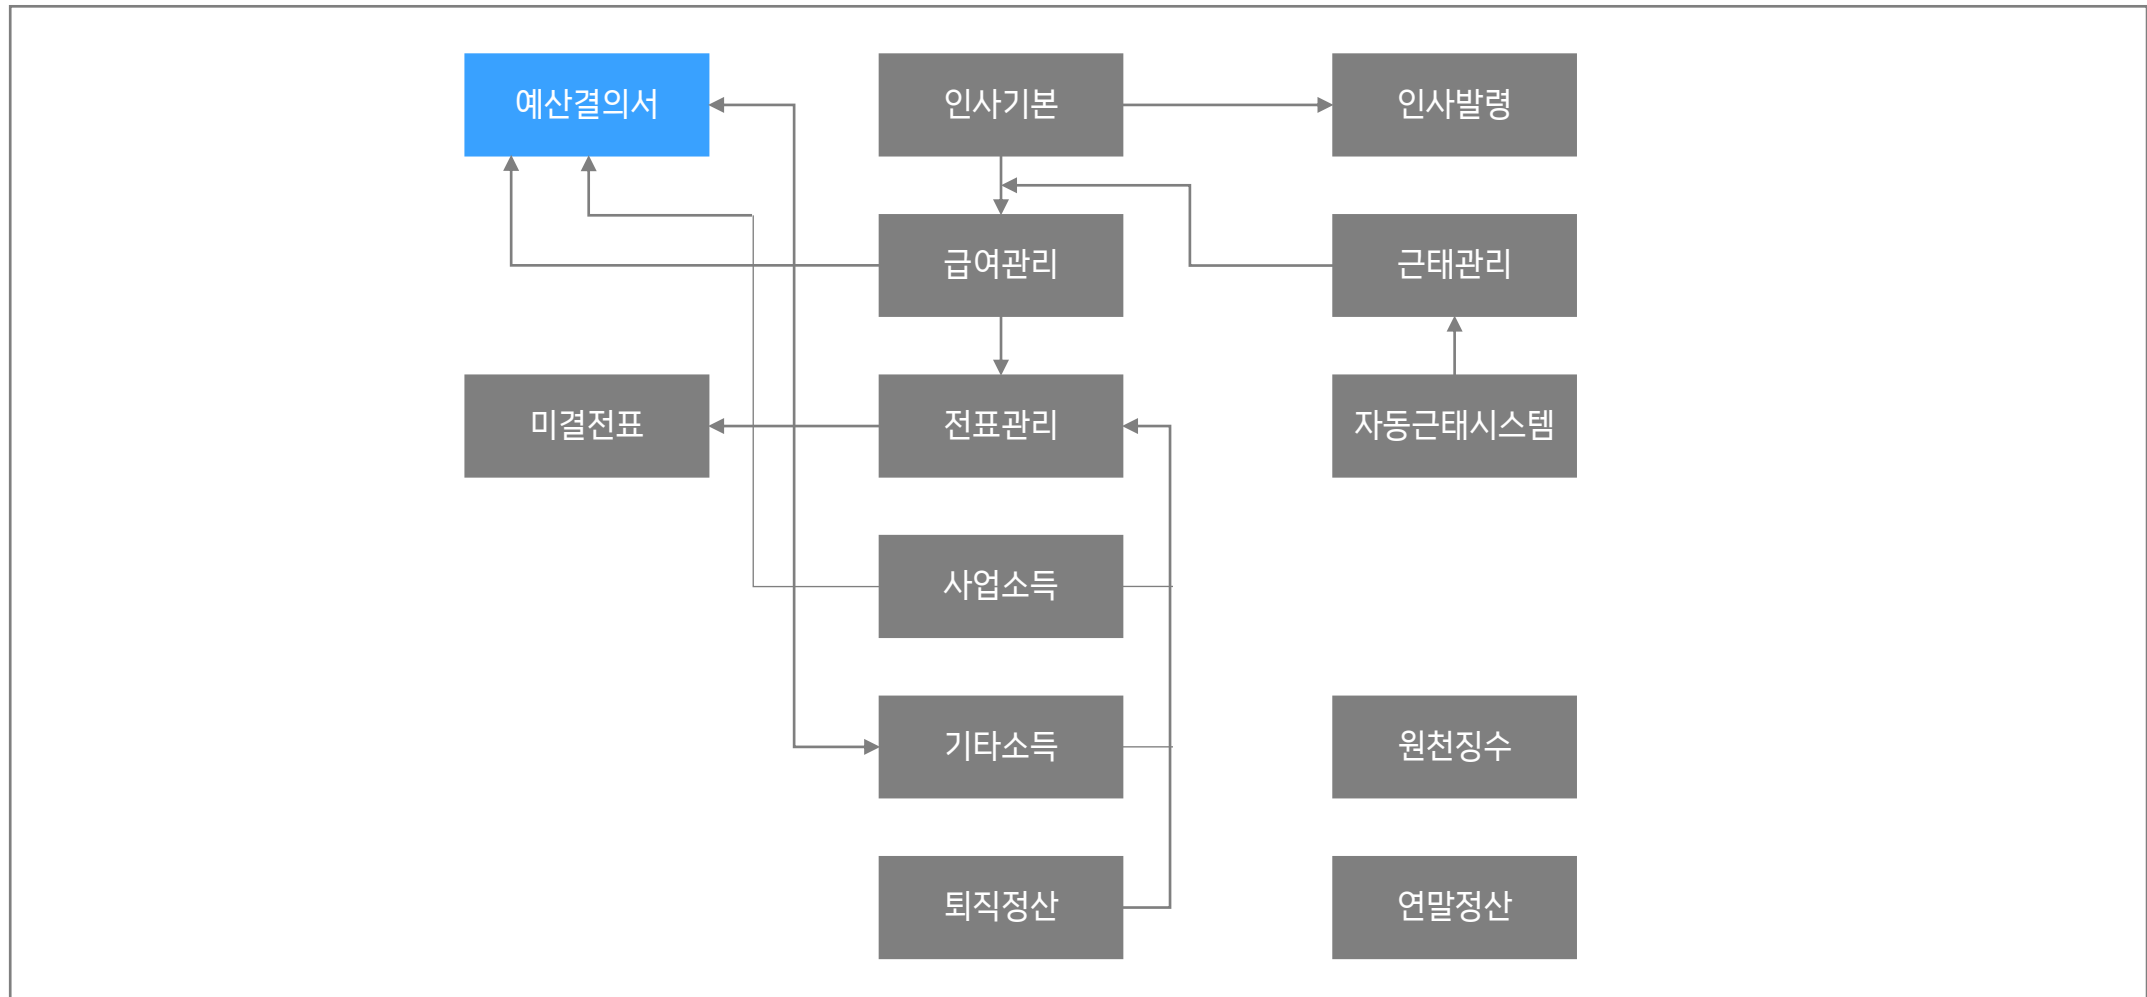 예산결의서
인사기본
인사발령
급여관리
근태관리
미결전표
전표관리
자동근태시스템
사업소득
기타소득
원천징수
퇴직정산
연말정산